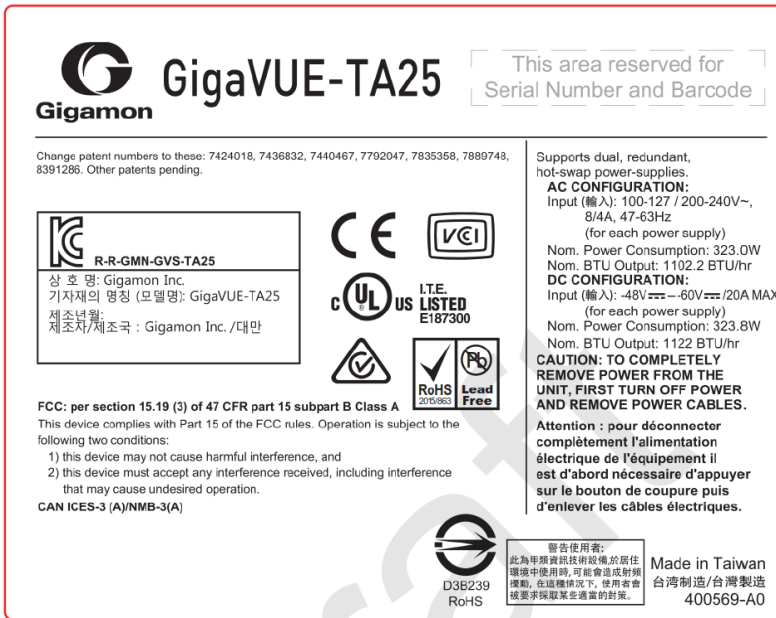 Gigamon
GigaVUE-TA25
This area reserved for
Serial Number and Barcode
Change patent numbers to these: 7424018, 7436832, 7440467, 7792047, 7835358, 7889748,
8391286. Other patents pending.
R-R-GMN-GVS-TA25
상 호 명: Gigamon Inc.
기자재의 명칭 (모델명): GigaVUE-TA25
제조년월:
제조자/제조국 : Gigamon Inc. /대만
CE
VCI
C UL US
I.T.E.
LISTED
E187300
RoHS
2015/863
Pb
Lead
Free
FCC: per section 15.19 (3) of 47 CFR part 15 subpart B Class A
This device complies with Part 15 of the FCC rules. Operation is subject to the
following two conditions:
1) this device may not cause harmful interference, and
2) this device must accept any interference received, including interference
that may cause undesired operation.
CAN ICES-3 (A)/NMB-3(A)
Supports dual, redundant,
hot-swap power-supplies.
AC CONFIGURATION:
Input (輸入): 100-127 / 200-240V~,
8/4A, 47-63Hz
(for each power supply)
Nom. Power Consumption: 323.0W
Nom. BTU Output: 1102.2 BTU/hr
DC CONFIGURATION:
Input (輸入): -48V⎓ – -60V⎓ /20A MAX
(for each power supply)
Nom. Power Consumption: 323.8W
Nom. BTU Output: 1122 BTU/hr
CAUTION: TO COMPLETELY
REMOVE POWER FROM THE
UNIT, FIRST TURN OFF POWER
AND REMOVE POWER CABLES.
Attention : pour déconnecter
complètement l'alimentation
électrique de l'équipement il
est d'abord nécessaire d'appuyer
sur le bouton de coupure puis
d'enlever les câbles électriques.
D3B239
RoHS
警告使用者:
此為甲類資訊技術設備,於居住
環境中使用時,可能會造成射頻
擾動, 在這種情況下, 使用者會
被要求採取某些適當的對策。
Made in Taiwan
台湾制造/台灣製造
400569-A0